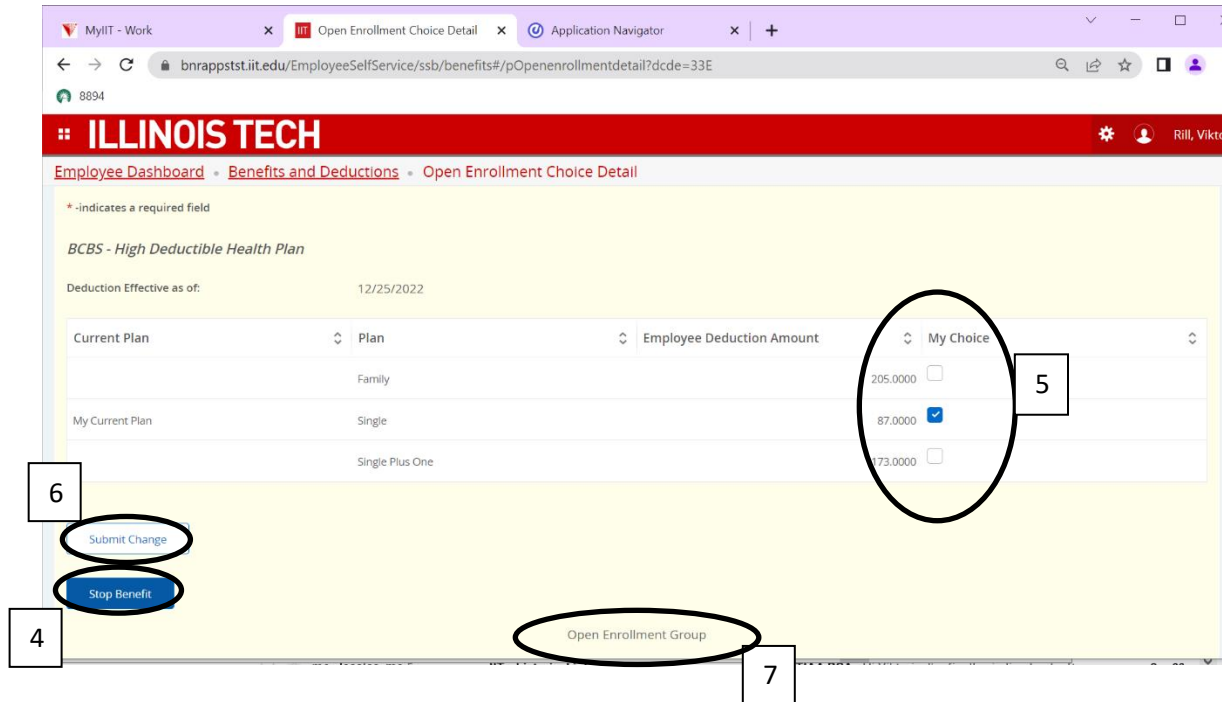 MyIIT - Work
Open Enrollment Choice Detail
Application Navigator
bnrappstst.iit.edu/EmployeeSelfService/ssb/benefits#/pOpenenrollmentdetail?dcde=33E
8894
ILLINOIS TECH
Rill, Vikto
Employee Dashboard • Benefits and Deductions • Open Enrollment Choice Detail
* -indicates a required field
BCBS - High Deductible Health Plan
Deduction Effective as of: 12/25/2022
Current Plan Plan Employee Deduction Amount My Choice
Family 205.0000
5
My Current Plan Single 87.0000
Single Plus One 173.0000
6
Submit Change
Stop Benefit
4
Open Enrollment Group
7